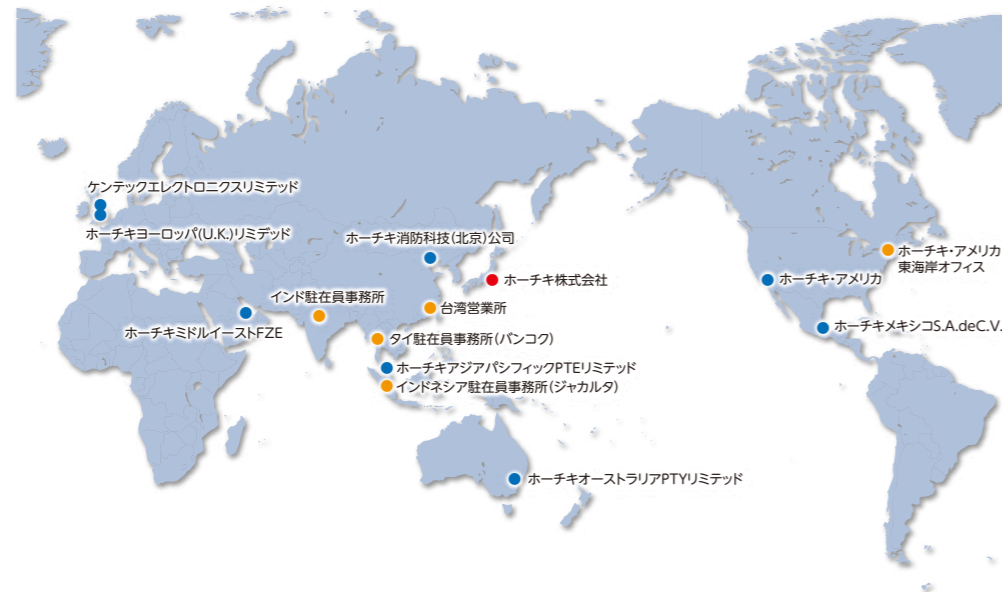 ケンテックエレクトロニクスリミテッド
ホーチキヨーロッパ(U.K.)リミデッド
ホーチキ消防科技(北京)公司
ホーチキ・アメリカ
東海岸オフィス
ホーチキ株式会社
ホーチキ・アメリカ
インド駐在員事務所
台湾営業所
ホーチキミドルイーストFZE
ホーチキメキシコS.A.deC.V.
タイ駐在員事務所(バンコク)
ホーチキアジアパシフィックPTEリミテッド
インドネシア駐在員事務所(ジャカルタ)
ホーチキオーストラリアPTYリミテッド